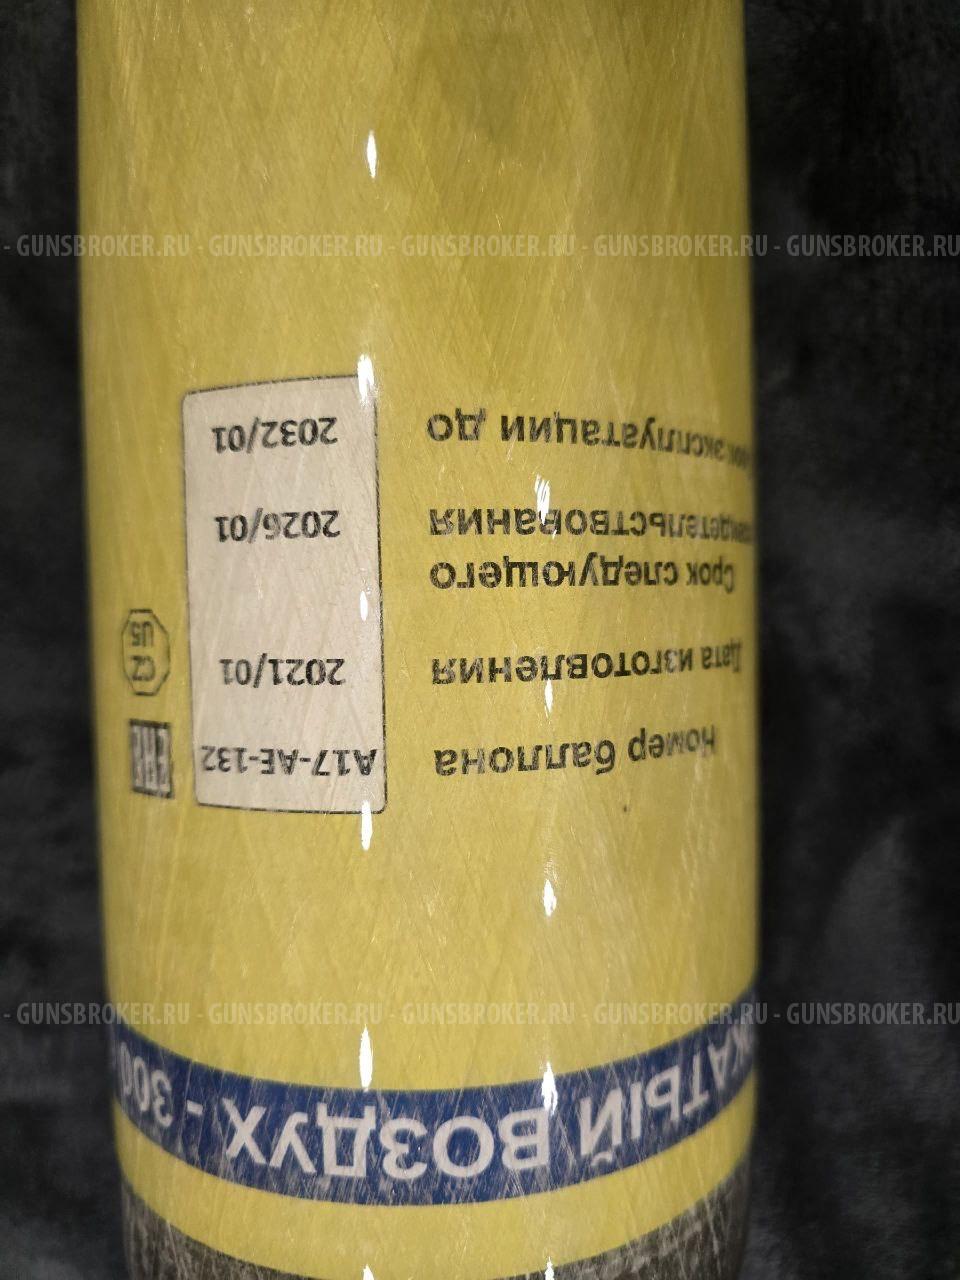 СЖАТЫЙ ВОЗДУХ - 300
Номер баллона A17-AE-132
Дата изготовления 2021/01
Срок следующего
освидетельствования 2026/01
эксплуатации до 2032/01
EAC
CZ
U5
- GUNSBROKER.RU - GUNSBROKER.RU - GUNSBROKER.RU - GUNSBROKER.RU - GUNSBROKER.RU
- GUNSBROKER.RU - GUNSBROKER.RU - GUNSBROKER.RU - GUNSBROKER.RU - GUNSBROKER.RU